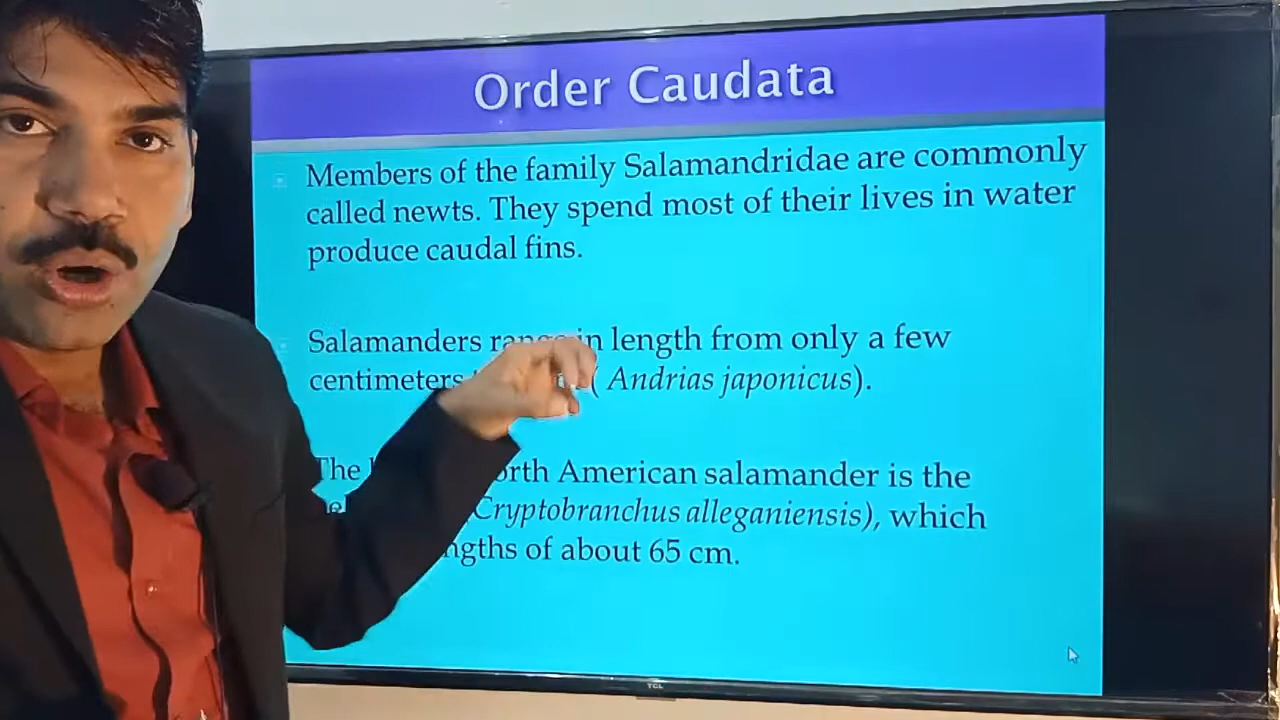 Order Caudata
Members of the family Salamandridae are commonly
called newts. They spend most of their lives in water
produce caudal fins.
Salamanders in length from only a few
centimeters ( Andrias japonicus).
The American salamander is the
(Cryptobranchus alleganiensis), which
of about 65 cm.
TCL